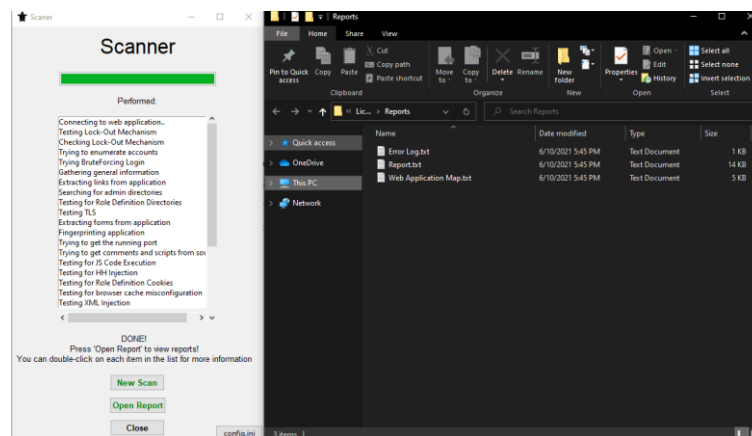 Scaner
Scanner
Performed:
Connecting to web application..
Testing Lock-Out Mechanism
Checking Lock-Out Mechanism
Trying to enumerate accounts
Trying BruteForcing Login
Gathering general information
Extracting links from application
Searching for admin directories
Testing for Role Definition Directories
Testing TLS
Extracting forms from application
Fingerprinting application
Trying to get the running port
Trying to get comments and scripts from sou
Testing for JS Code Execution
Testing for HH Injection
Testing for Role Definition Cookies
Testing for browser cache misconfiguration
Testing XML Injection
DONE!
Press 'Open Report' to view reports!
You can double-click on each item in the list for more information
New Scan
Open Report
Close
config.ini
Reports
File Home Share View
Pin to Quick access
Copy
Paste
Cut
Copy path
Paste shortcut
Clipboard
Move to
Copy to
Delete
Rename
Organize
New folder
New
Properties
Open
Edit
History
Open
Select all
Select none
Invert selection
Select
« Lic... › Reports
Search Reports
Quick access
OneDrive
This PC
Network
Name Date modified Type Size
Error Log.txt 6/10/2021 5:45 PM Text Document 1 KB
Report.txt 6/10/2021 5:45 PM Text Document 14 KB
Web Application Map.txt 6/10/2021 5:45 PM Text Document 5 KB
3 items